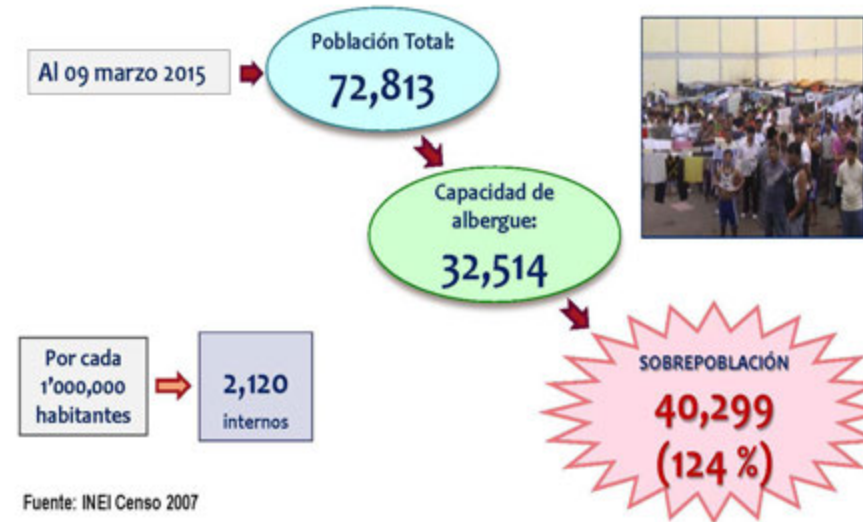 Al 09 marzo 2015
Población Total:
72,813
Capacidad de
albergue:
32,514
Por cada
1'000,000
habitantes
2,120
internos
SOBREPOBLACIÓN
40,299
(124 %)
Fuente: INEI Censo 2007